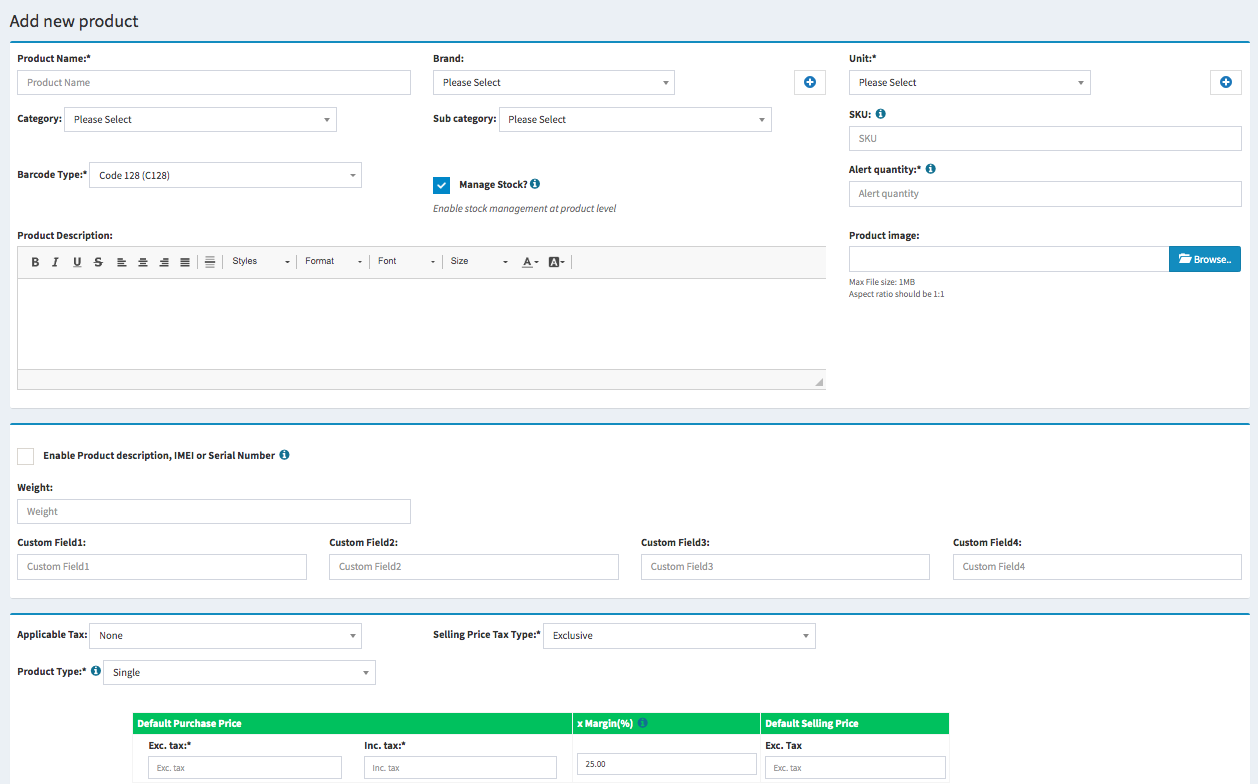 Add new product
Product Name:* Brand: Unit:*
Product Name Please Select Please Select
Category: Please Select Sub category: Please Select SKU:
SKU
Barcode Type:* Code 128 (C128) Manage Stock? Alert quantity:*
Enable stock management at product level Alert quantity
Product Description: Product image:
B I U S Styles Format Font Size A A Browse..
Max File size: 1MB
Aspect ratio should be 1:1
Enable Product description, IMEI or Serial Number
Weight:
Weight
Custom Field1: Custom Field2: Custom Field3: Custom Field4:
Custom Field1 Custom Field2 Custom Field3 Custom Field4
Applicable Tax: None Selling Price Tax Type:* Exclusive
Product Type:* Single
Default Purchase Price x Margin(%) Default Selling Price
Exc. tax:* Inc. tax:* Exc. Tax
Exc. tax Inc. tax 25.00 Exc. tax